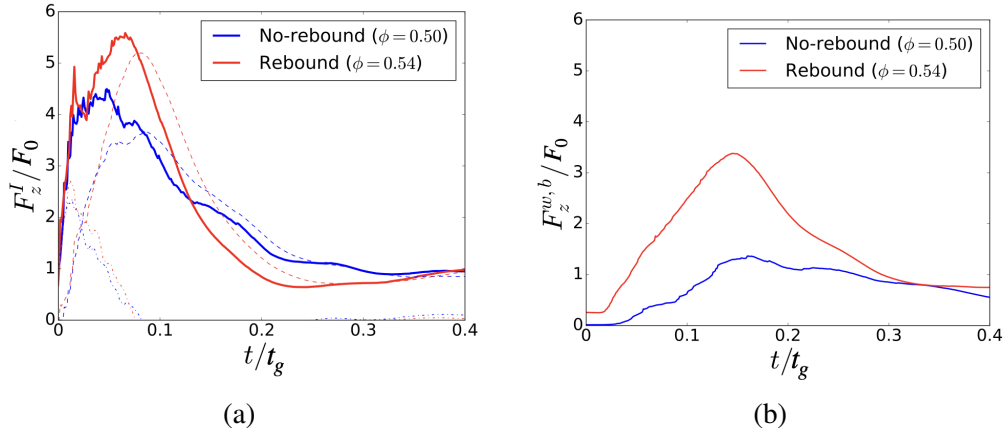 6
5
4
3
2
1
0
F_z^I/F_0
No-rebound (ϕ=0.50)
Rebound (ϕ=0.54)
0 0.1 0.2 0.3 0.4
t/t_g
(a)
6
5
4
3
2
1
0
F_z^{w,b}/F_0
No-rebound (ϕ=0.50)
Rebound (ϕ=0.54)
0 0.1 0.2 0.3 0.4
t/t_g
(b)